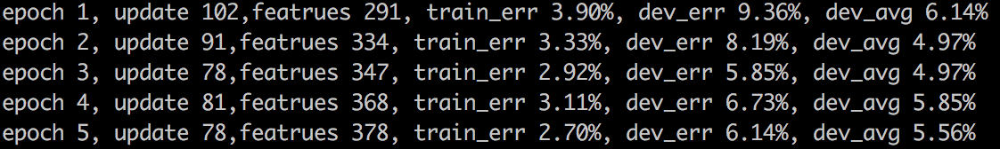 epoch 1, update 102,featrues 291, train_err 3.90%, dev_err 9.36%, dev_avg 6.14%
epoch 2, update 91,featrues 334, train_err 3.33%, dev_err 8.19%, dev_avg 4.97%
epoch 3, update 78,featrues 347, train_err 2.92%, dev_err 5.85%, dev_avg 4.97%
epoch 4, update 81,featrues 368, train_err 3.11%, dev_err 6.73%, dev_avg 5.85%
epoch 5, update 78,featrues 378, train_err 2.70%, dev_err 6.14%, dev_avg 5.56%